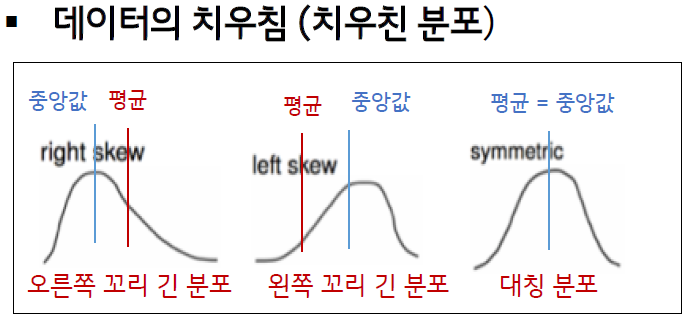 ▪ 데이터의 치우침 (치우친 분포)
중앙값 평균
right skew
오른쪽 꼬리 긴 분포
평균 중앙값
left skew
왼쪽 꼬리 긴 분포
평균 = 중앙값
symmetric
대칭 분포